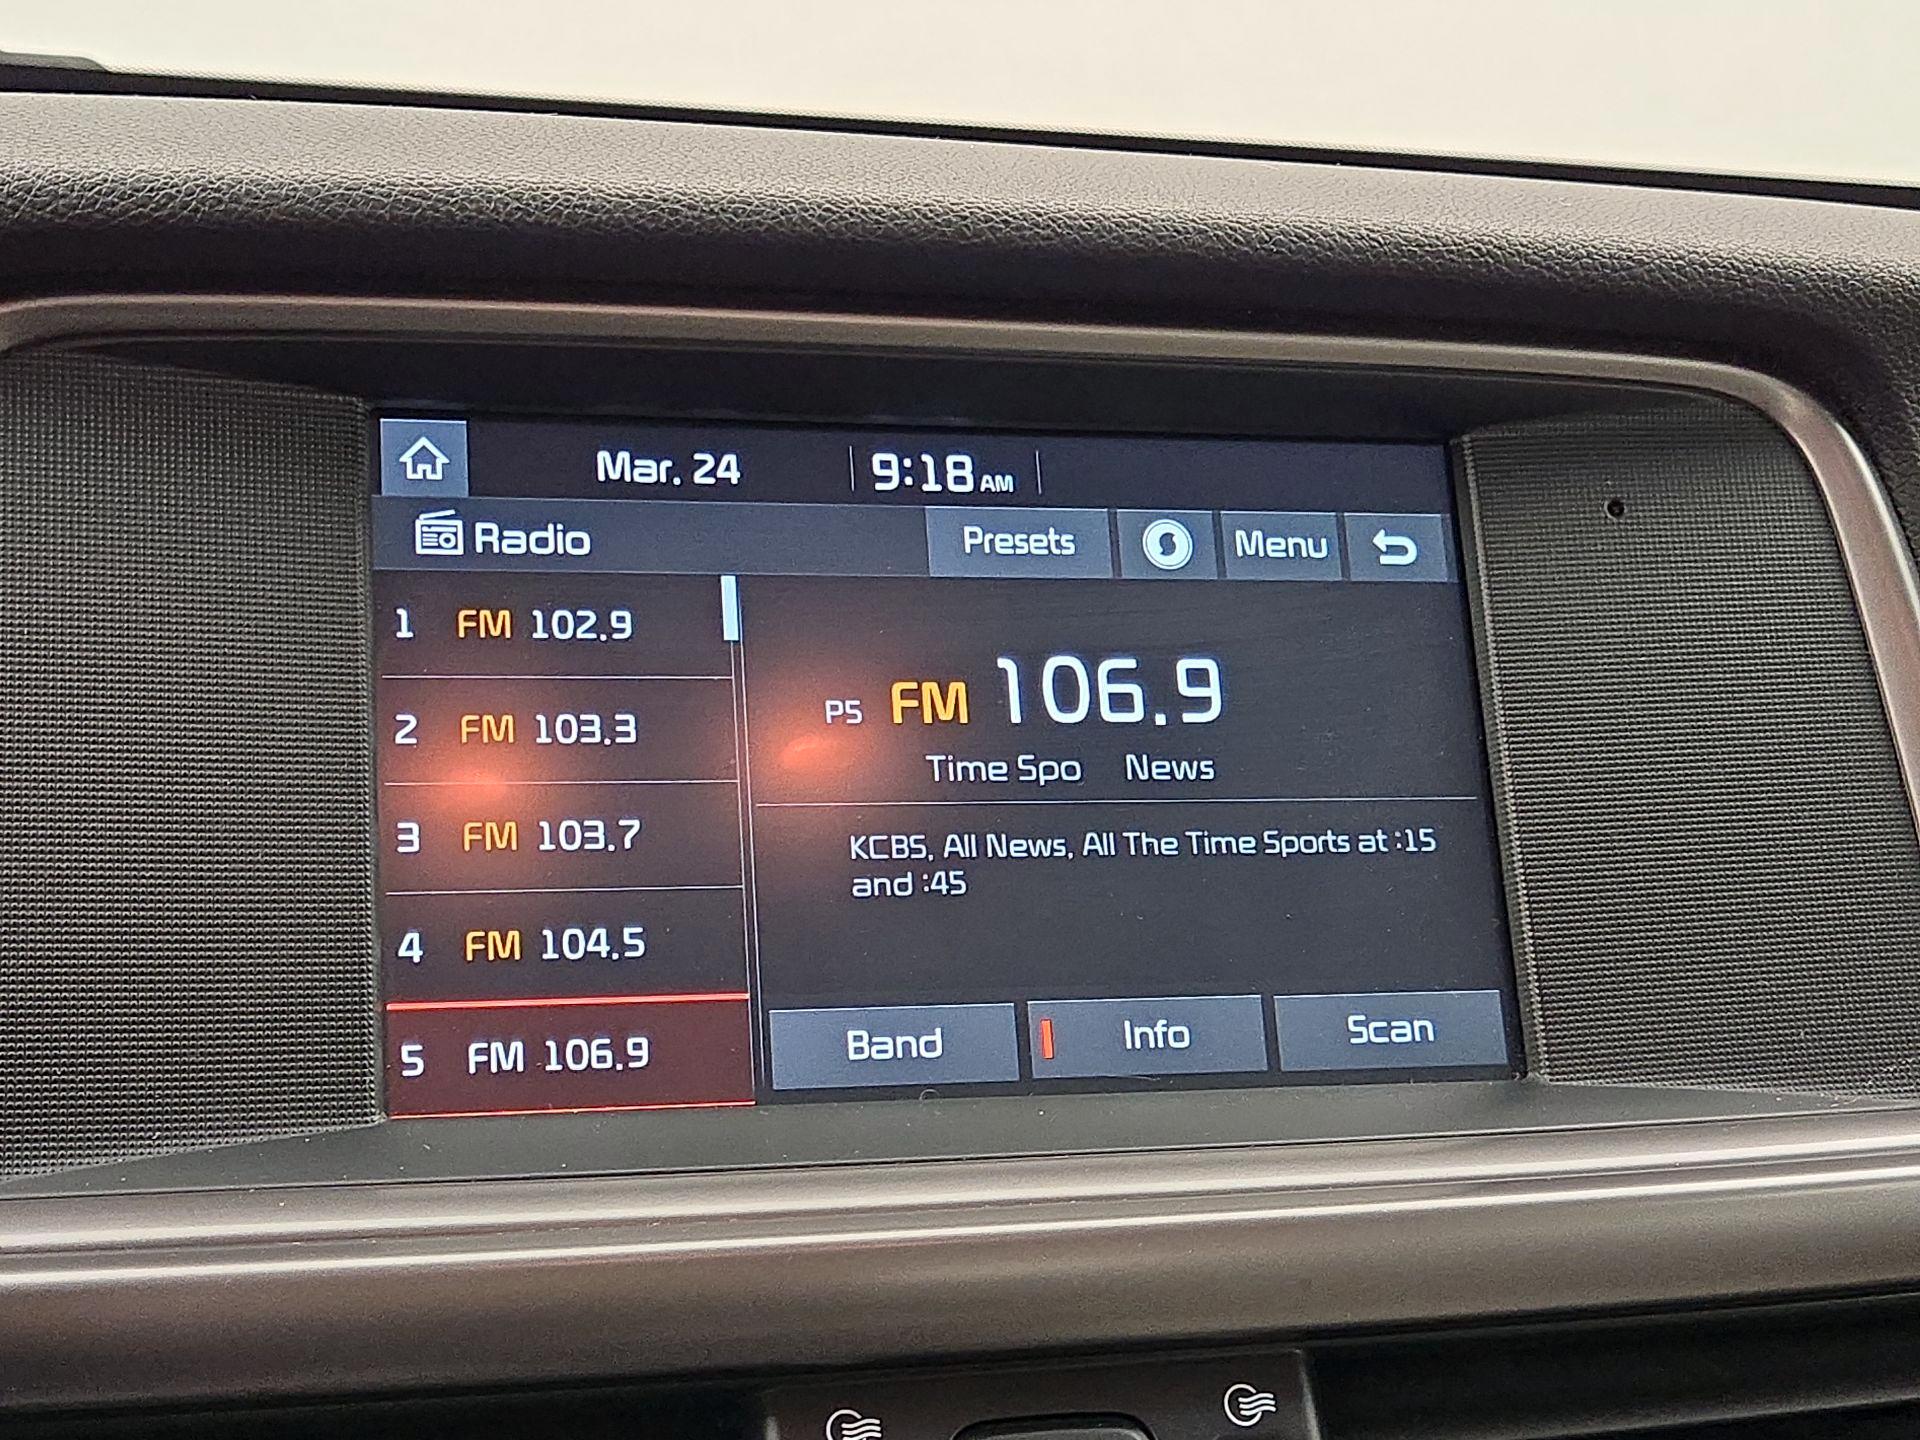 Mar. 24 9:18 AM
Radio Presets Menu
1 FM 102.9
2 FM 103.3
3 FM 103.7
4 FM 104.5
5 FM 106.9
P5 FM 106.9
Time Spo News
KCBS, All News, All The Time Sports at :15
and :45
Band Info Scan